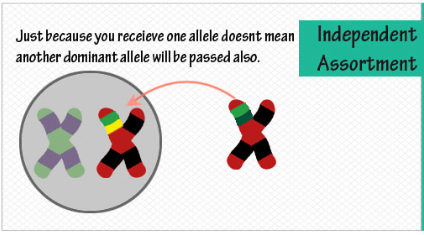 Just because you receieve one allele doesnt mean
another dominant allele will be passed also.
Independent
Assortment